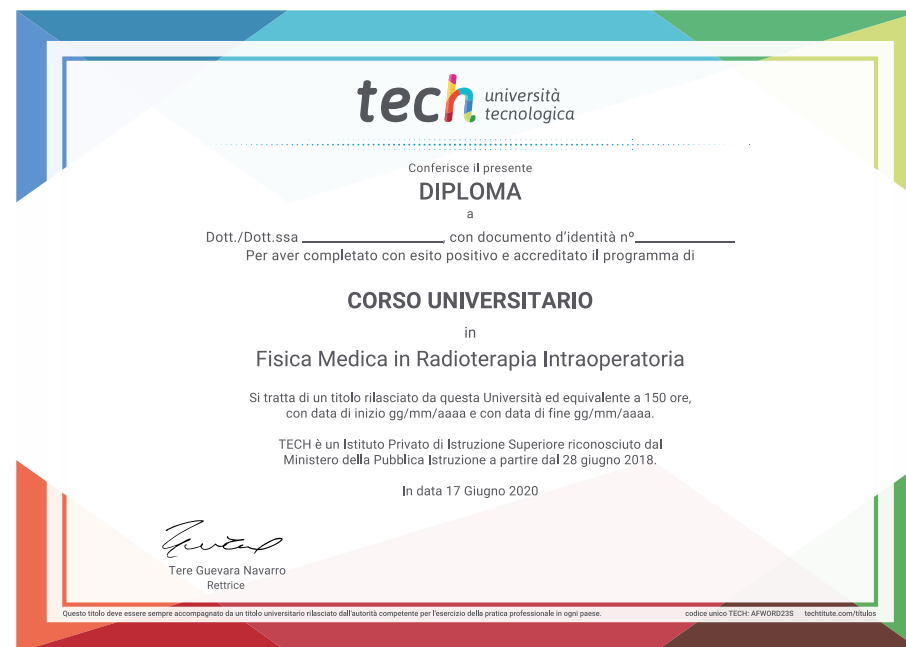 tech università
tecnologica
Conferisce il presente
DIPLOMA
a
Dott./Dott.ssa ____________________, con documento d'identità nº______________
Per aver completato con esito positivo e accreditato il programma di
CORSO UNIVERSITARIO
in
Fisica Medica in Radioterapia Intraoperatoria
Si tratta di un titolo rilasciato da questa Università ed equivalente a 150 ore,
con data di inizio gg/mm/aaaa e con data di fine gg/mm/aaaa.
TECH è un Istituto Privato di Istruzione Superiore riconosciuto dal
Ministero della Pubblica Istruzione a partire dal 28 giugno 2018.
In data 17 Giugno 2020
Tere Guevara Navarro
Rettrice
Questo titolo deve essere sempre accompagnato da un titolo universitario rilasciato dall'autorità competente per l'esercizio della pratica professionale in ogni paese. codice unico TECH: AFWORD23S techtitute.com/títulos